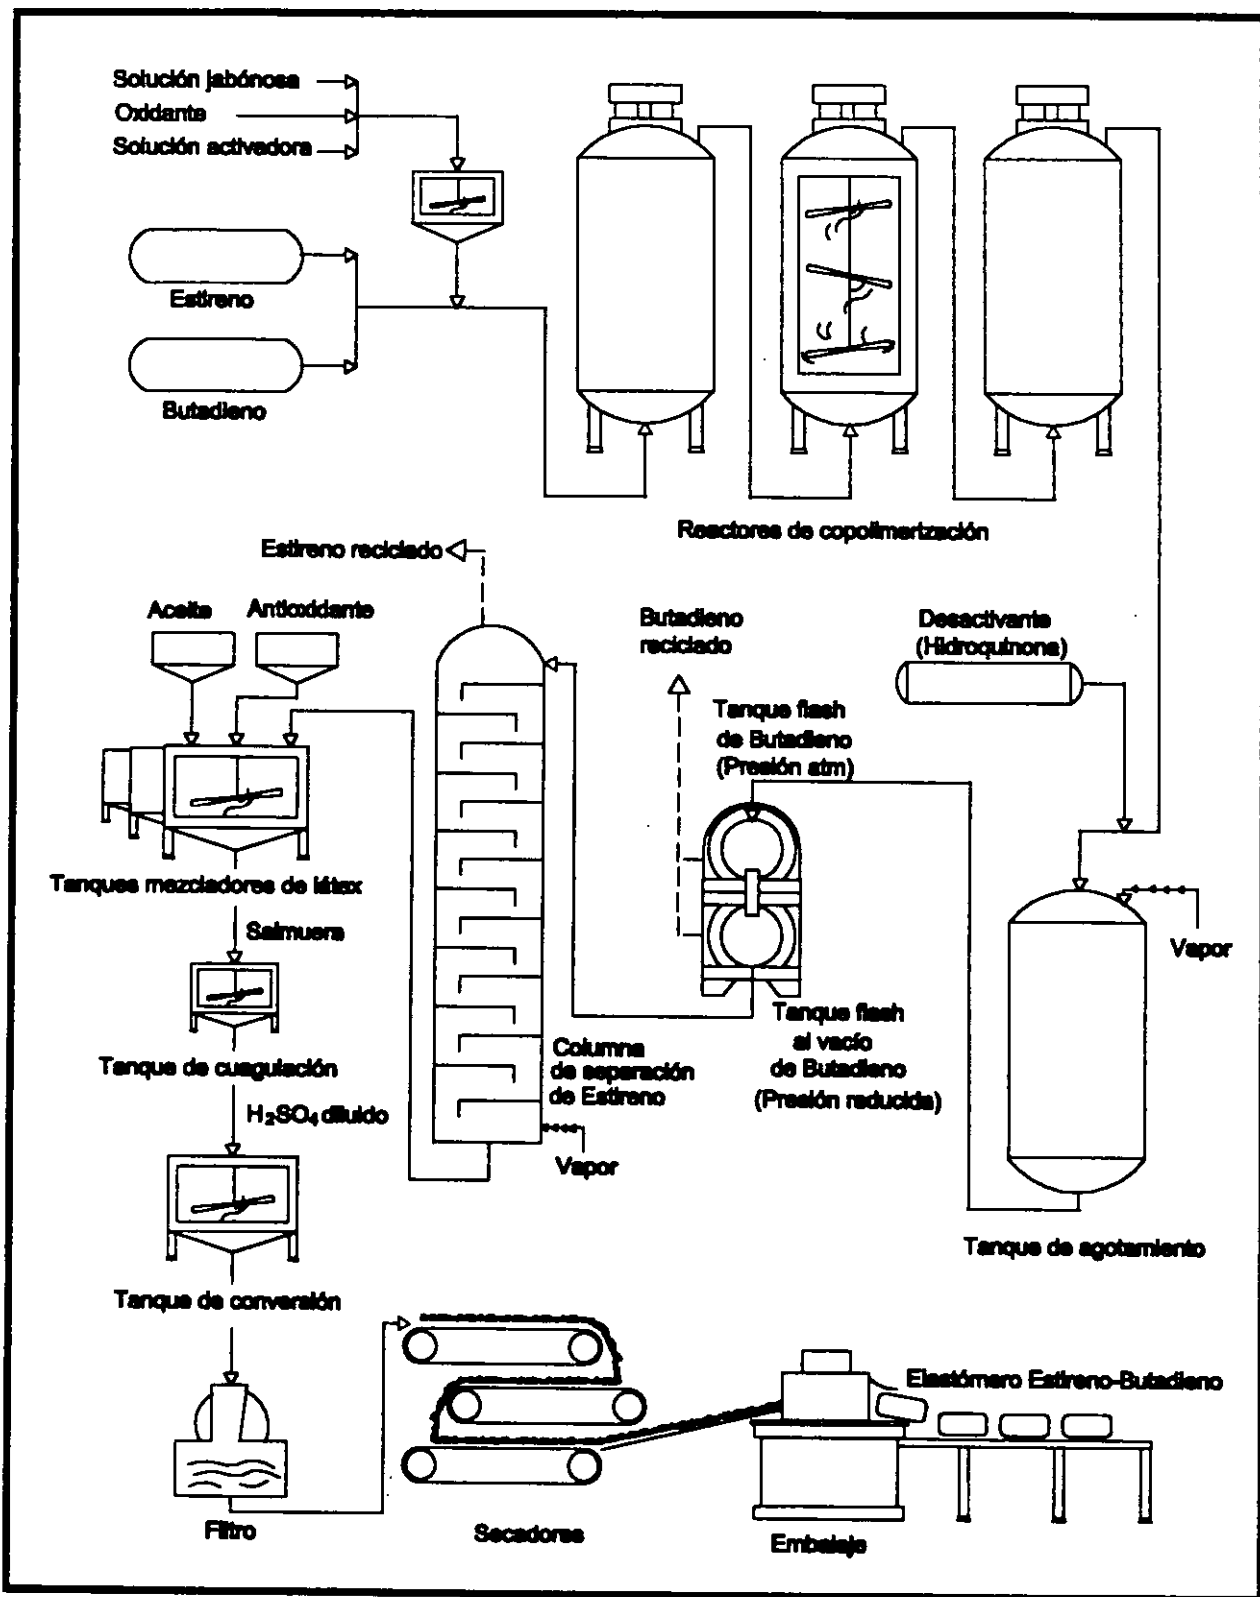 Solución jabónosa
Oxidante
Solución activadora
Estireno
Butadieno
Reactores de copolimerización
Estireno reciclado
Aceite
Antioxidante
Butadieno
reciclado
Desactivante
(Hidroquinona)
Tanque flash
de Butadieno
(Presión atm)
Tanques mezcladores de látex
Salmuera
Vapor
Tanque flash
al vacío
de Butadieno
(Presión reducida)
Columna
de separación
de Estireno
Tanque de cuagulación
H₂SO₄ diluido
Vapor
Tanque de agotamiento
Tanque de conversión
Elastómero Estireno-Butadieno
Filtro
Secadores
Embalaje